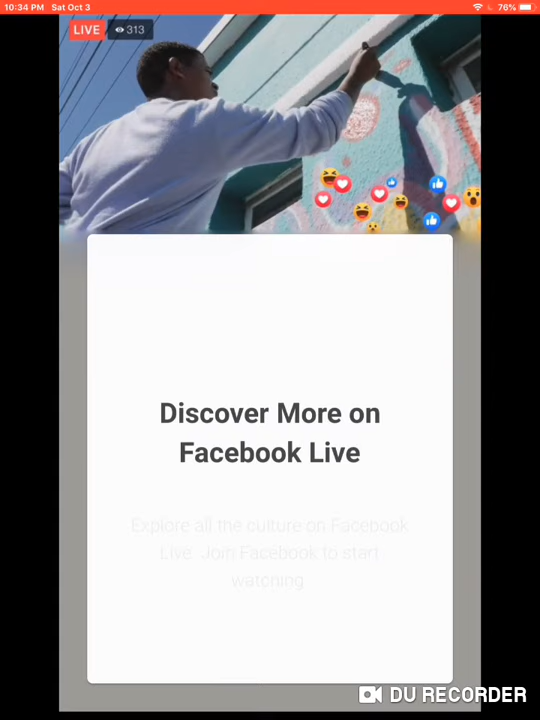 10:34 PM Sat Oct 3 76%
LIVE 313
Discover More on
Facebook Live
Explore all the culture on Facebook
Live. Join Facebook to start
watching
DU RECORDER